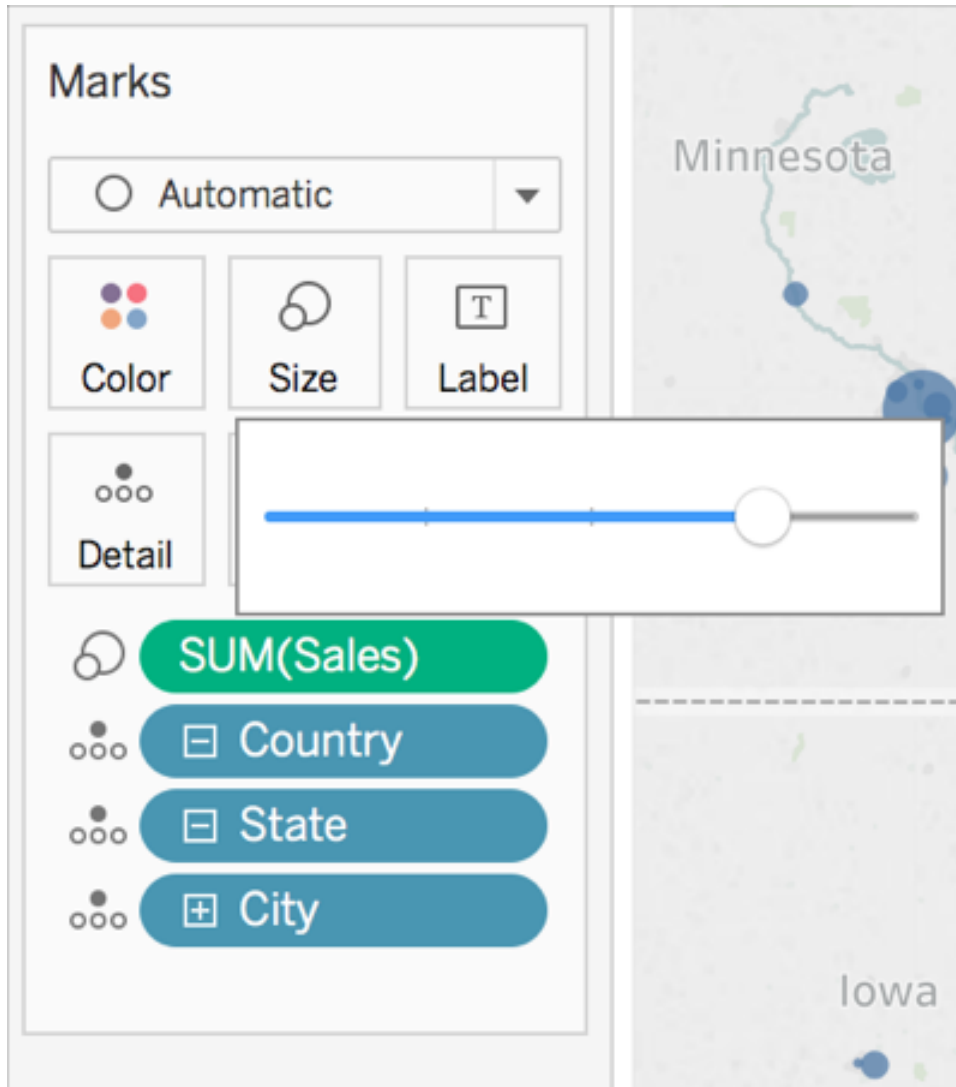 Marks
Minnesota
Automatic
Color
Size
T
Label
Detail
SUM(Sales)
Country
State
City
Iowa